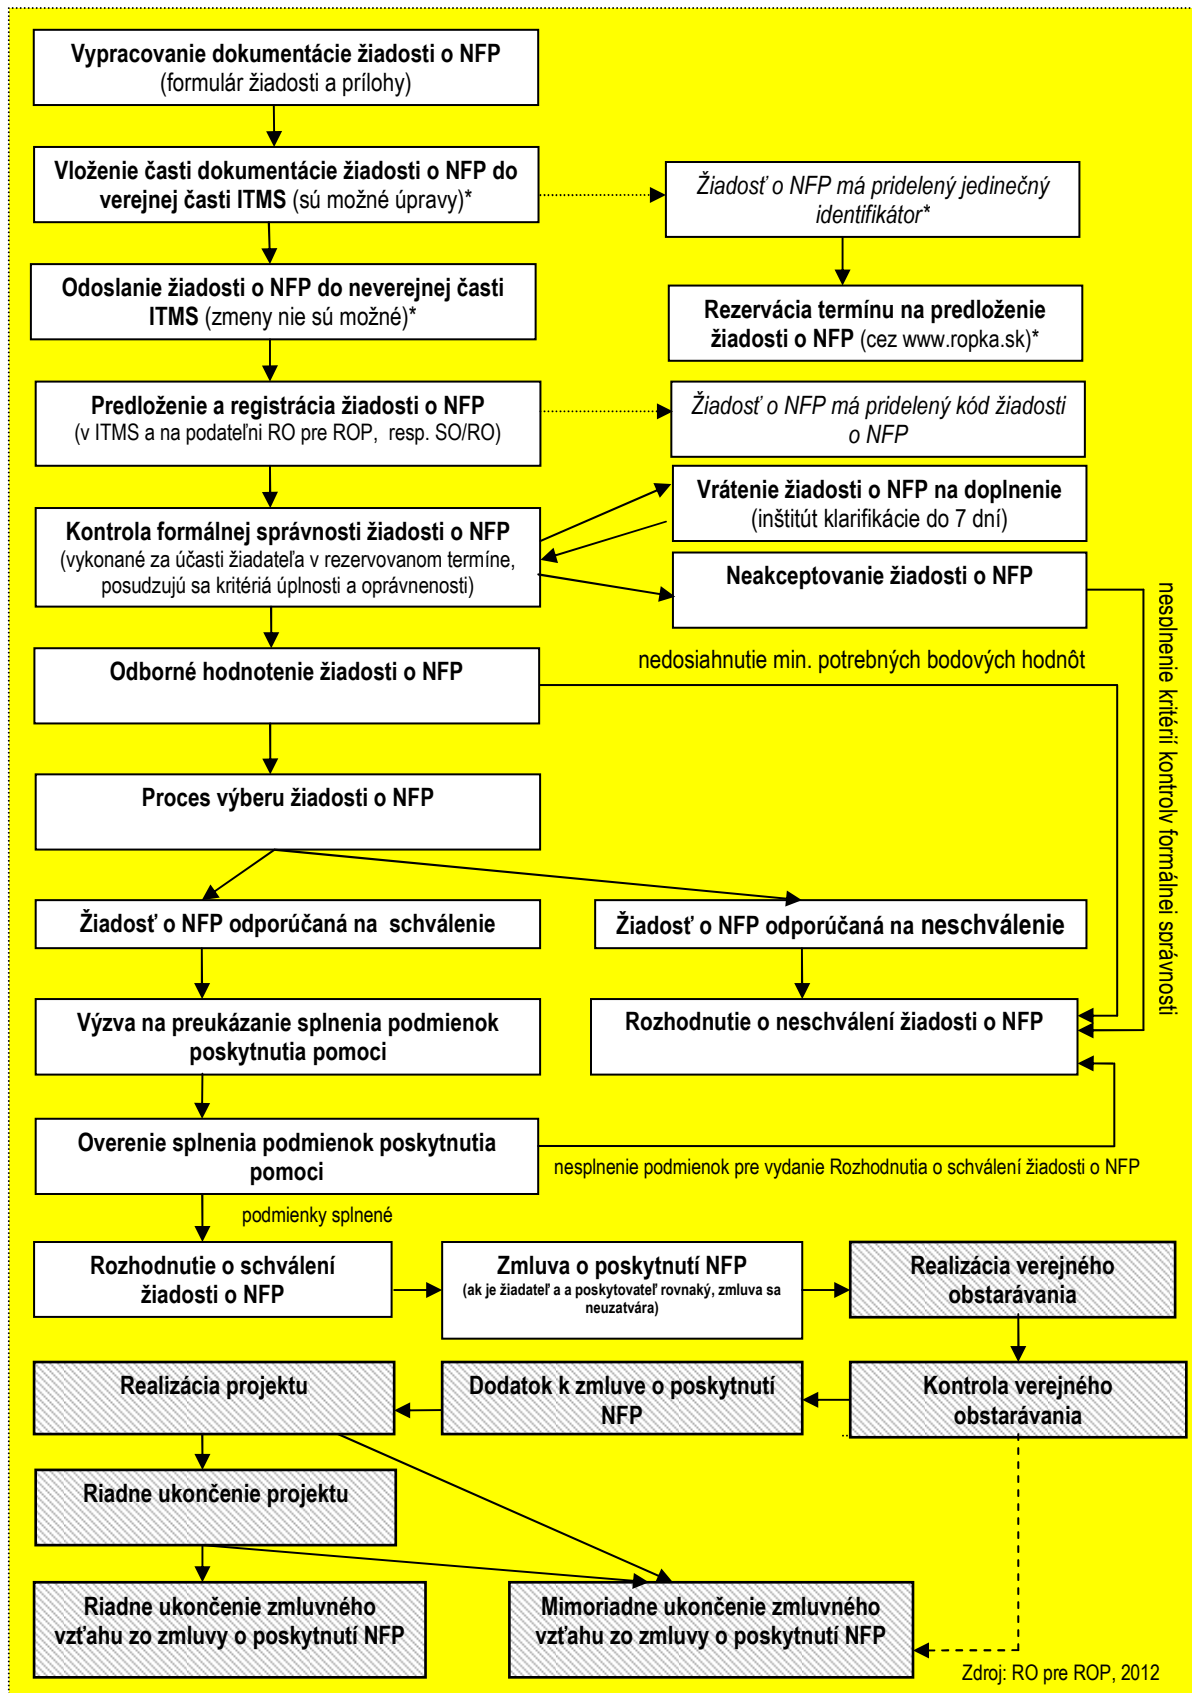 Vypracovanie dokumentácie žiadosti o NFP
(formulár žiadosti a prílohy)
Vloženie časti dokumentácie žiadosti o NFP do
verejnej časti ITMS (sú možné úpravy)*
Žiadosť o NFP má pridelený jedinečný
identifikátor*
Odoslanie žiadosti o NFP do neverejnej časti
ITMS (zmeny nie sú možné)*
Rezervácia termínu na predloženie
žiadosti o NFP (cez www.ropka.sk)*
Predloženie a registrácia žiadosti o NFP
(v ITMS a na podateľni RO pre ROP, resp. SO/RO)
Žiadosť o NFP má pridelený kód žiadosti
o NFP
Vrátenie žiadosti o NFP na doplnenie
(inštitút klarifikácie do 7 dní)
Kontrola formálnej správnosti žiadosti o NFP
(vykonané za účasti žiadateľa v rezervovanom termíne,
posudzujú sa kritériá úplnosti a oprávnenosti)
Neakceptovanie žiadosti o NFP
nesplnenie kritérií kontroly formálnej správnosti
Odborné hodnotenie žiadosti o NFP
nedosiahnutie min. potrebných bodových hodnôt
Proces výberu žiadosti o NFP
Žiadosť o NFP odporúčaná na schválenie
Žiadosť o NFP odporúčaná na neschválenie
Výzva na preukázanie splnenia podmienok
poskytnutia pomoci
Rozhodnutie o neschválení žiadosti o NFP
Overenie splnenia podmienok poskytnutia
pomoci
nesplnenie podmienok pre vydanie Rozhodnutia o schválení žiadosti o NFP
podmienky splnené
Rozhodnutie o schválení
žiadosti o NFP
Zmluva o poskytnutí NFP
(ak je žiadateľ a a poskytovateľ rovnaký, zmluva sa
neuzatvára)
Realizácia verejného
obstarávania
Realizácia projektu
Dodatok k zmluve o poskytnutí
NFP
Kontrola verejného
obstarávania
Riadne ukončenie projektu
Riadne ukončenie zmluvného
vzťahu zo zmluvy o poskytnutí NFP
Mimoriadne ukončenie zmluvného
vzťahu zo zmluvy o poskytnutí NFP
Zdroj: RO pre ROP, 2012